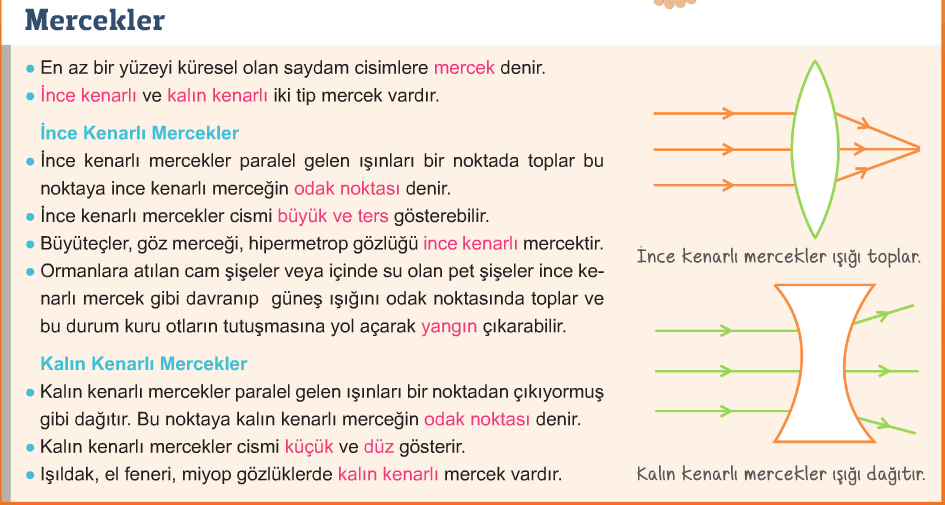 Mercekler
• En az bir yüzeyi küresel olan saydam cisimlere mercek denir.
• İnce kenarlı ve kalın kenarlı iki tip mercek vardır.
İnce Kenarlı Mercekler
• İnce kenarlı mercekler paralel gelen ışınları bir noktada toplar bu
noktaya ince kenarlı merceğin odak noktası denir.
• İnce kenarlı mercekler cismi büyük ve ters gösterebilir.
• Büyüteçler, göz merceği, hipermetrop gözlüğü ince kenarlı mercektir.
• Ormanlara atılan cam şişeler veya içinde su olan pet şişeler ince ke-
narlı mercek gibi davranıp güneş ışığını odak noktasında toplar ve
bu durum kuru otların tutuşmasına yol açarak yangın çıkarabilir.
Kalın Kenarlı Mercekler
• Kalın kenarlı mercekler paralel gelen ışınları bir noktadan çıkıyormuş
gibi dağıtır. Bu noktaya kalın kenarlı merceğin odak noktası denir.
• Kalın kenarlı mercekler cismi küçük ve düz gösterir.
• Işıldak, el feneri, miyop gözlüklerde kalın kenarlı mercek vardır.
İnce kenarlı mercekler ışığı toplar.
Kalın kenarlı mercekler ışığı dağıtır.